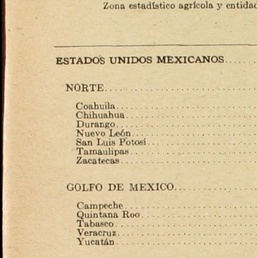 Zona estadístico agrícola y entidad
ESTADOS UNIDOS MEXICANOS
NORTE
Coahuila
Chihuahua
Durango
Nuevo León
San Luis Potosí
Tamaulipas
Zacatecas
GOLFO DE MEXICO
Campeche
Quintana Roo
Tabasco
Veracruz
Yucatán